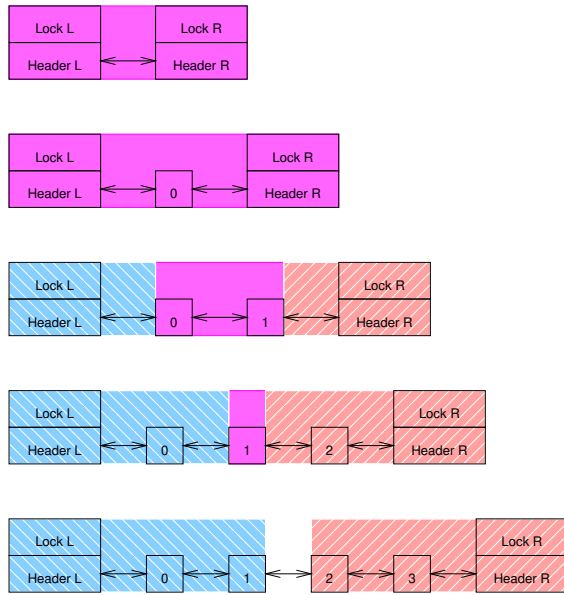 Lock L Lock R
Header L Header R
Lock L Lock R
Header L 0 Header R
Lock L Lock R
Header L 0 1 Header R
Lock L Lock R
Header L 0 1 2 Header R
Lock L Lock R
Header L 0 1 2 3 Header R